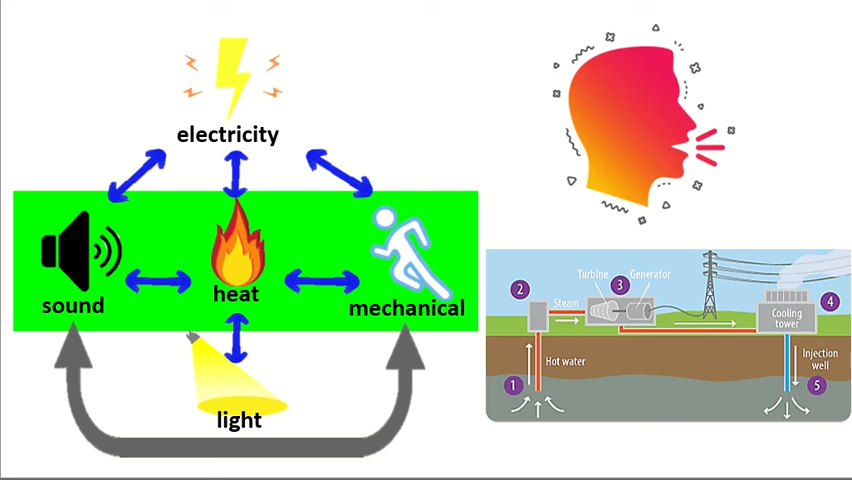 electricity
sound
heat
mechanical
light
Turbine
Generator
2
3
Steam
4
Cooling
tower
Hot water
Injection
well
1
5